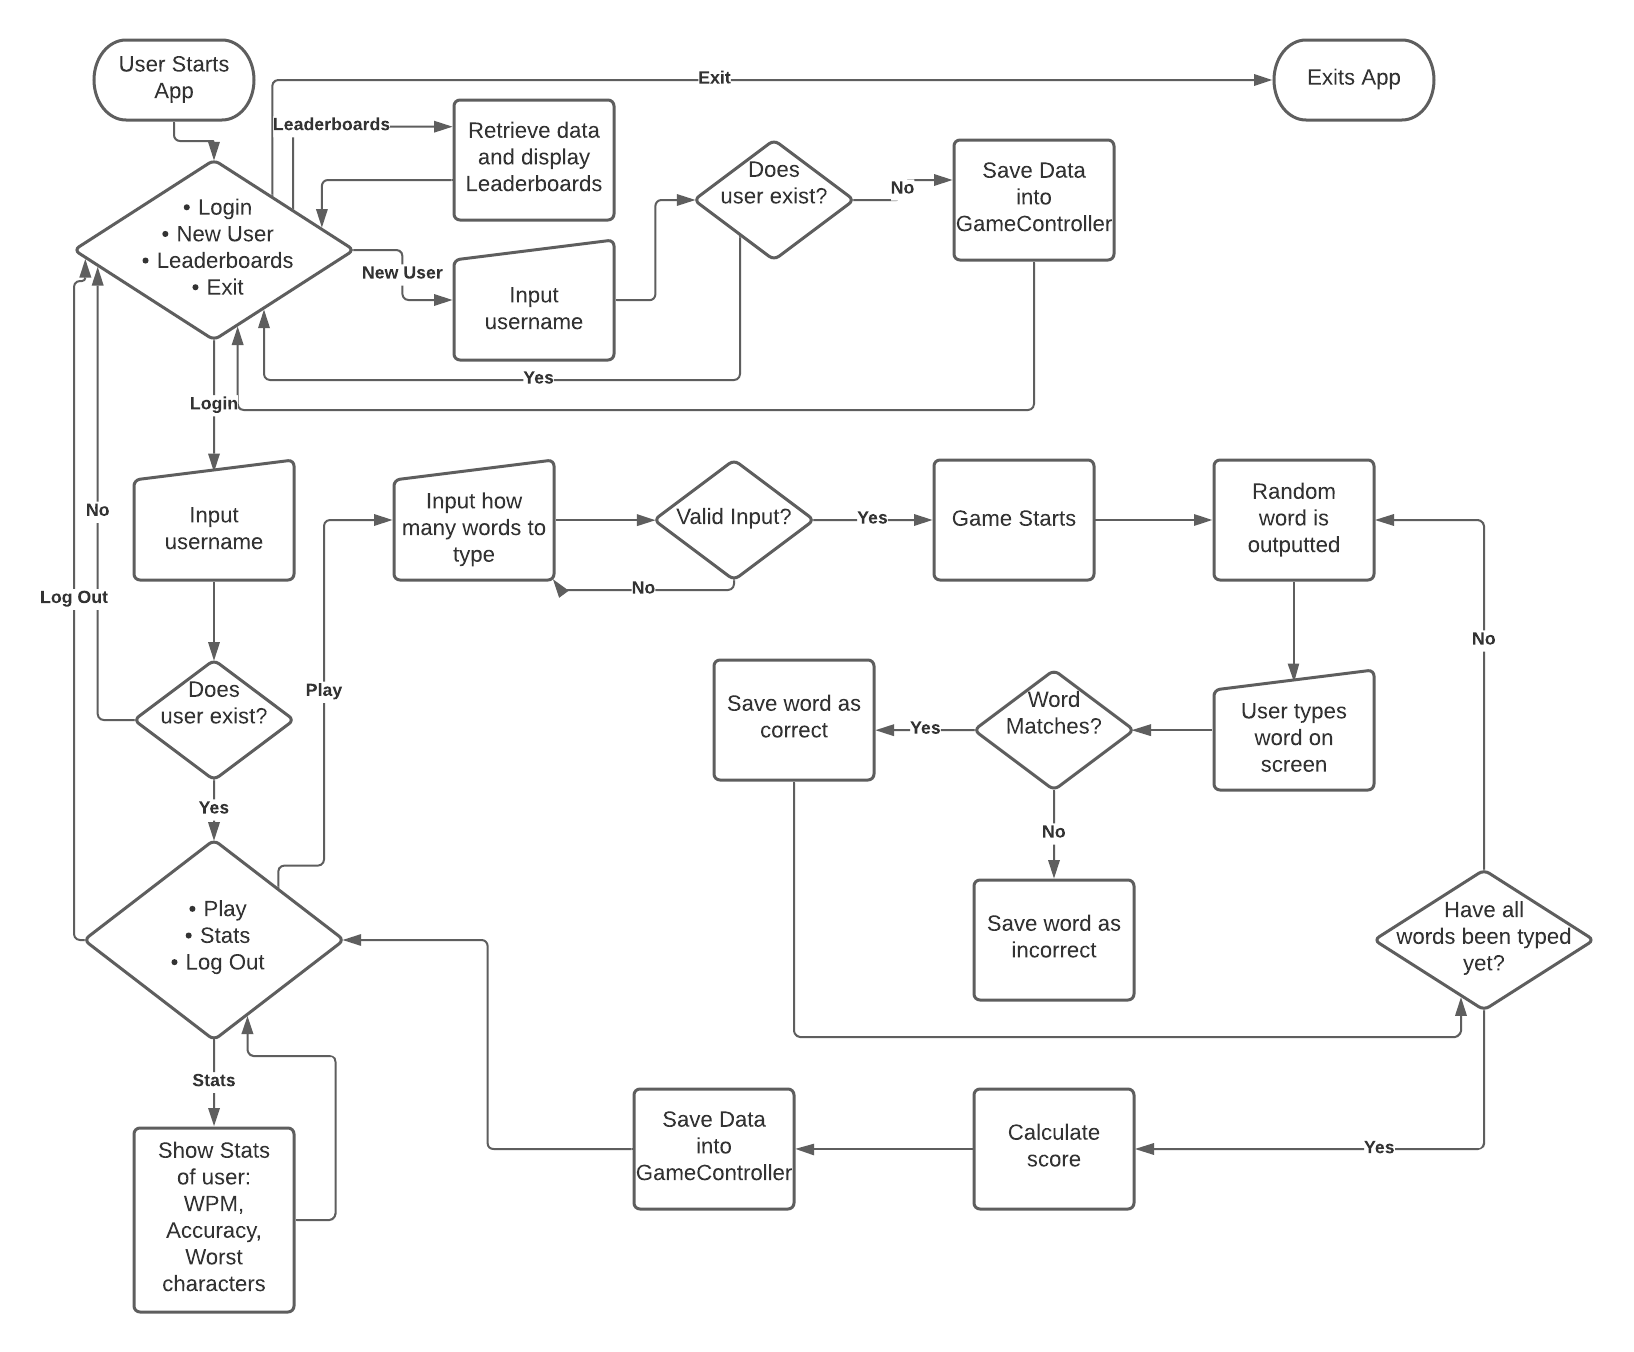 User Starts
App
Exit
Exits App
Leaderboards
Retrieve data
and display
Leaderboards
Does
user exist?
No
Save Data
into
GameController
• Login
• New User
• Leaderboards
• Exit
New User
Input
username
Yes
Login
Input
username
No
Log Out
Does
user exist?
Yes
Play
Input how
many words to
type
Valid Input?
No
Yes
Game Starts
Random
word is
outputted
No
User types
word on
screen
Word
Matches?
Yes
Save word as
correct
No
Save word as
incorrect
Have all
words been typed
yet?
Yes
Calculate
score
Save Data
into
GameController
• Play
• Stats
• Log Out
Stats
Show Stats
of user:
WPM,
Accuracy,
Worst
characters